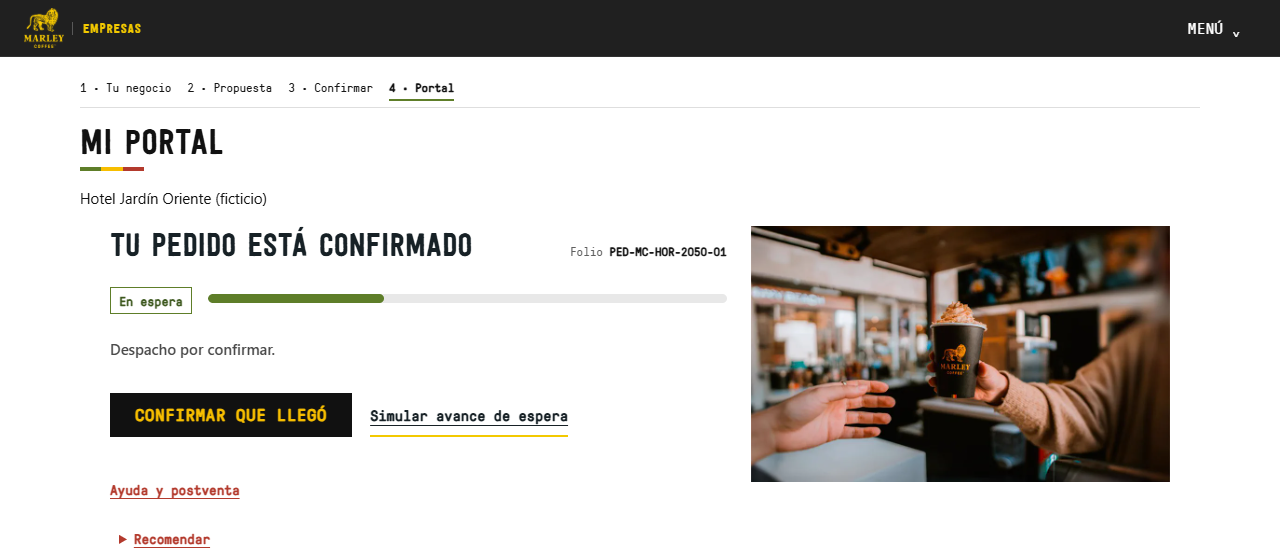 MARLEY
COFFEE
EMPRESAS
MENÚ
1 · Tu negocio 2 · Propuesta 3 · Confirmar 4 · Portal
MI PORTAL
Hotel Jardín Oriente (ficticio)
TU PEDIDO ESTÁ CONFIRMADO
Folio PED-MC-HOR-2050-01
En espera
Despacho por confirmar.
CONFIRMAR QUE LLEGÓ
Simular avance de espera
Ayuda y postventa
Recomendar
MARLEY
COFFEE